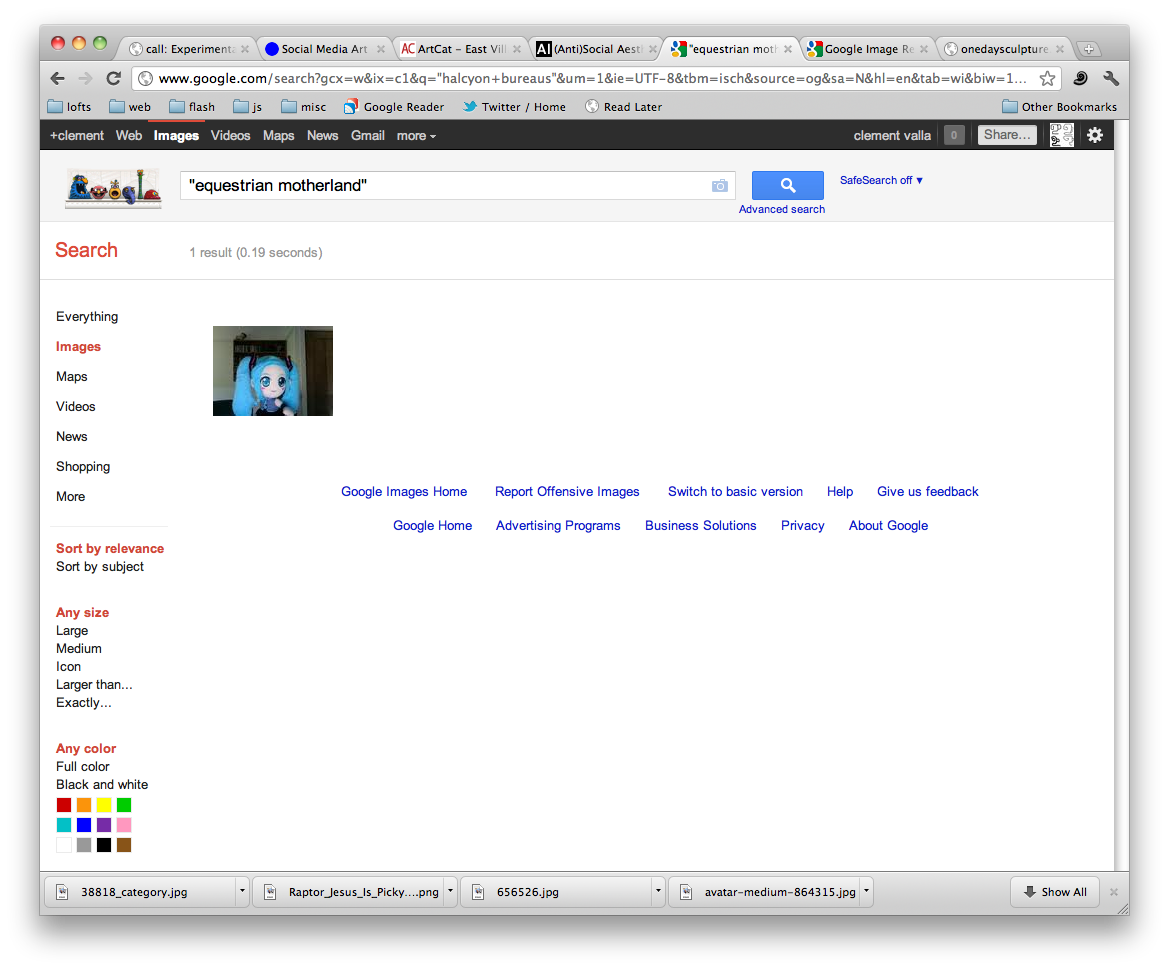 call: Experimenta
Social Media Art
AC ArtCat – East Vill
AI (Anti)Social Aest
"equestrian moth
Google Image Re
onedaysculpture
www.google.com/search?gcx=w&ix=c1&q="halcyon+bureaus"&um=1&ie=UTF-8&tbm=isch&source=og&sa=N&hl=en&tab=wi&biw=1...
lofts web flash js misc Google Reader Twitter / Home Read Later Other Bookmarks
+clement Web Images Videos Maps News Gmail more clement valla 0 Share...
"equestrian motherland" SafeSearch off ▼
Advanced search
Search 1 result (0.19 seconds)
Everything
Images
Maps
Videos
News
Shopping
More
Google Images Home Report Offensive Images Switch to basic version Help Give us feedback
Google Home Advertising Programs Business Solutions Privacy About Google
Sort by relevance
Sort by subject
Any size
Large
Medium
Icon
Larger than...
Exactly...
Any color
Full color
Black and white
38818_category.jpg Raptor_Jesus_Is_Picky....png 656526.jpg avatar-medium-864315.jpg Show All